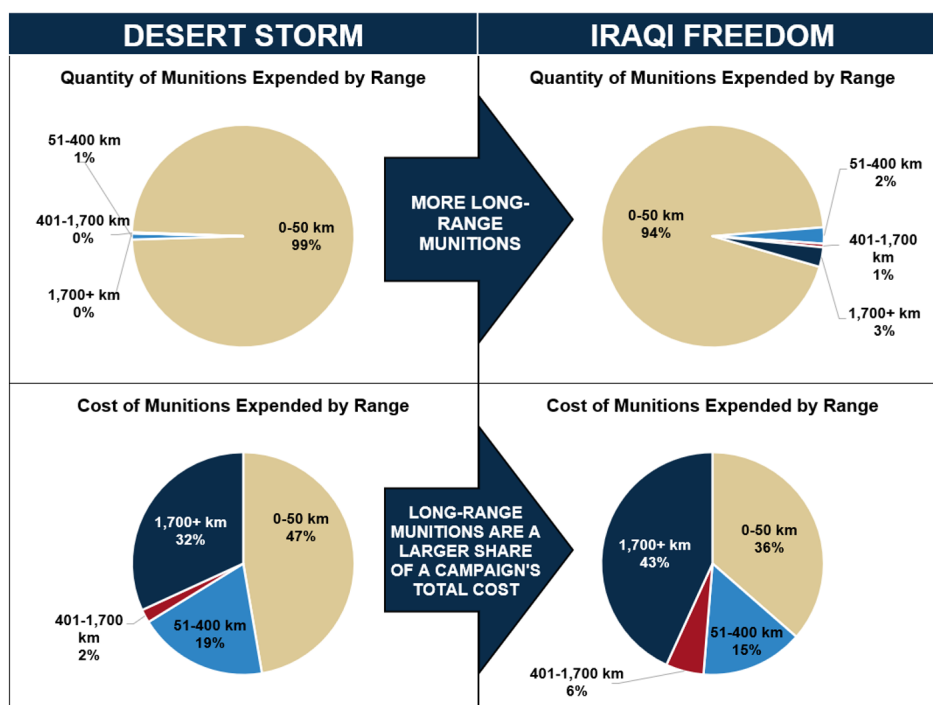 DESERT STORM
IRAQI FREEDOM
Quantity of Munitions Expended by Range
51-400 km
1%
401-1,700 km
0%
1,700+ km
0%
0-50 km
99%
MORE LONG-
RANGE
MUNITIONS
Quantity of Munitions Expended by Range
0-50 km
94%
51-400 km
2%
401-1,700
km
1%
1,700+ km
3%
Cost of Munitions Expended by Range
1,700+ km
32%
0-50 km
47%
401-1,700
km
2%
51-400 km
19%
LONG-RANGE
MUNITIONS ARE A
LARGER SHARE
OF A CAMPAIGN'S
TOTAL COST
Cost of Munitions Expended by Range
1,700+ km
43%
0-50 km
36%
51-400 km
15%
401-1,700 km
6%